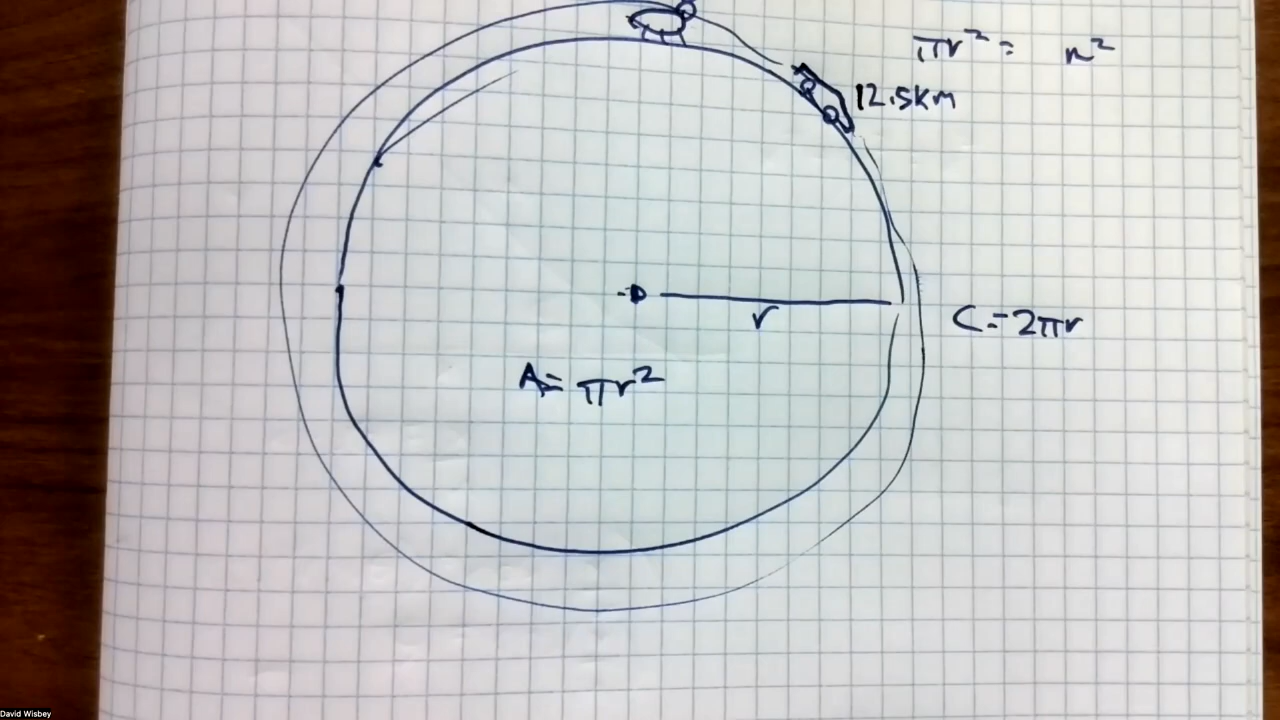 πr² = m²
12.5km
r
C=2πr
A= πr²
David Wisbey